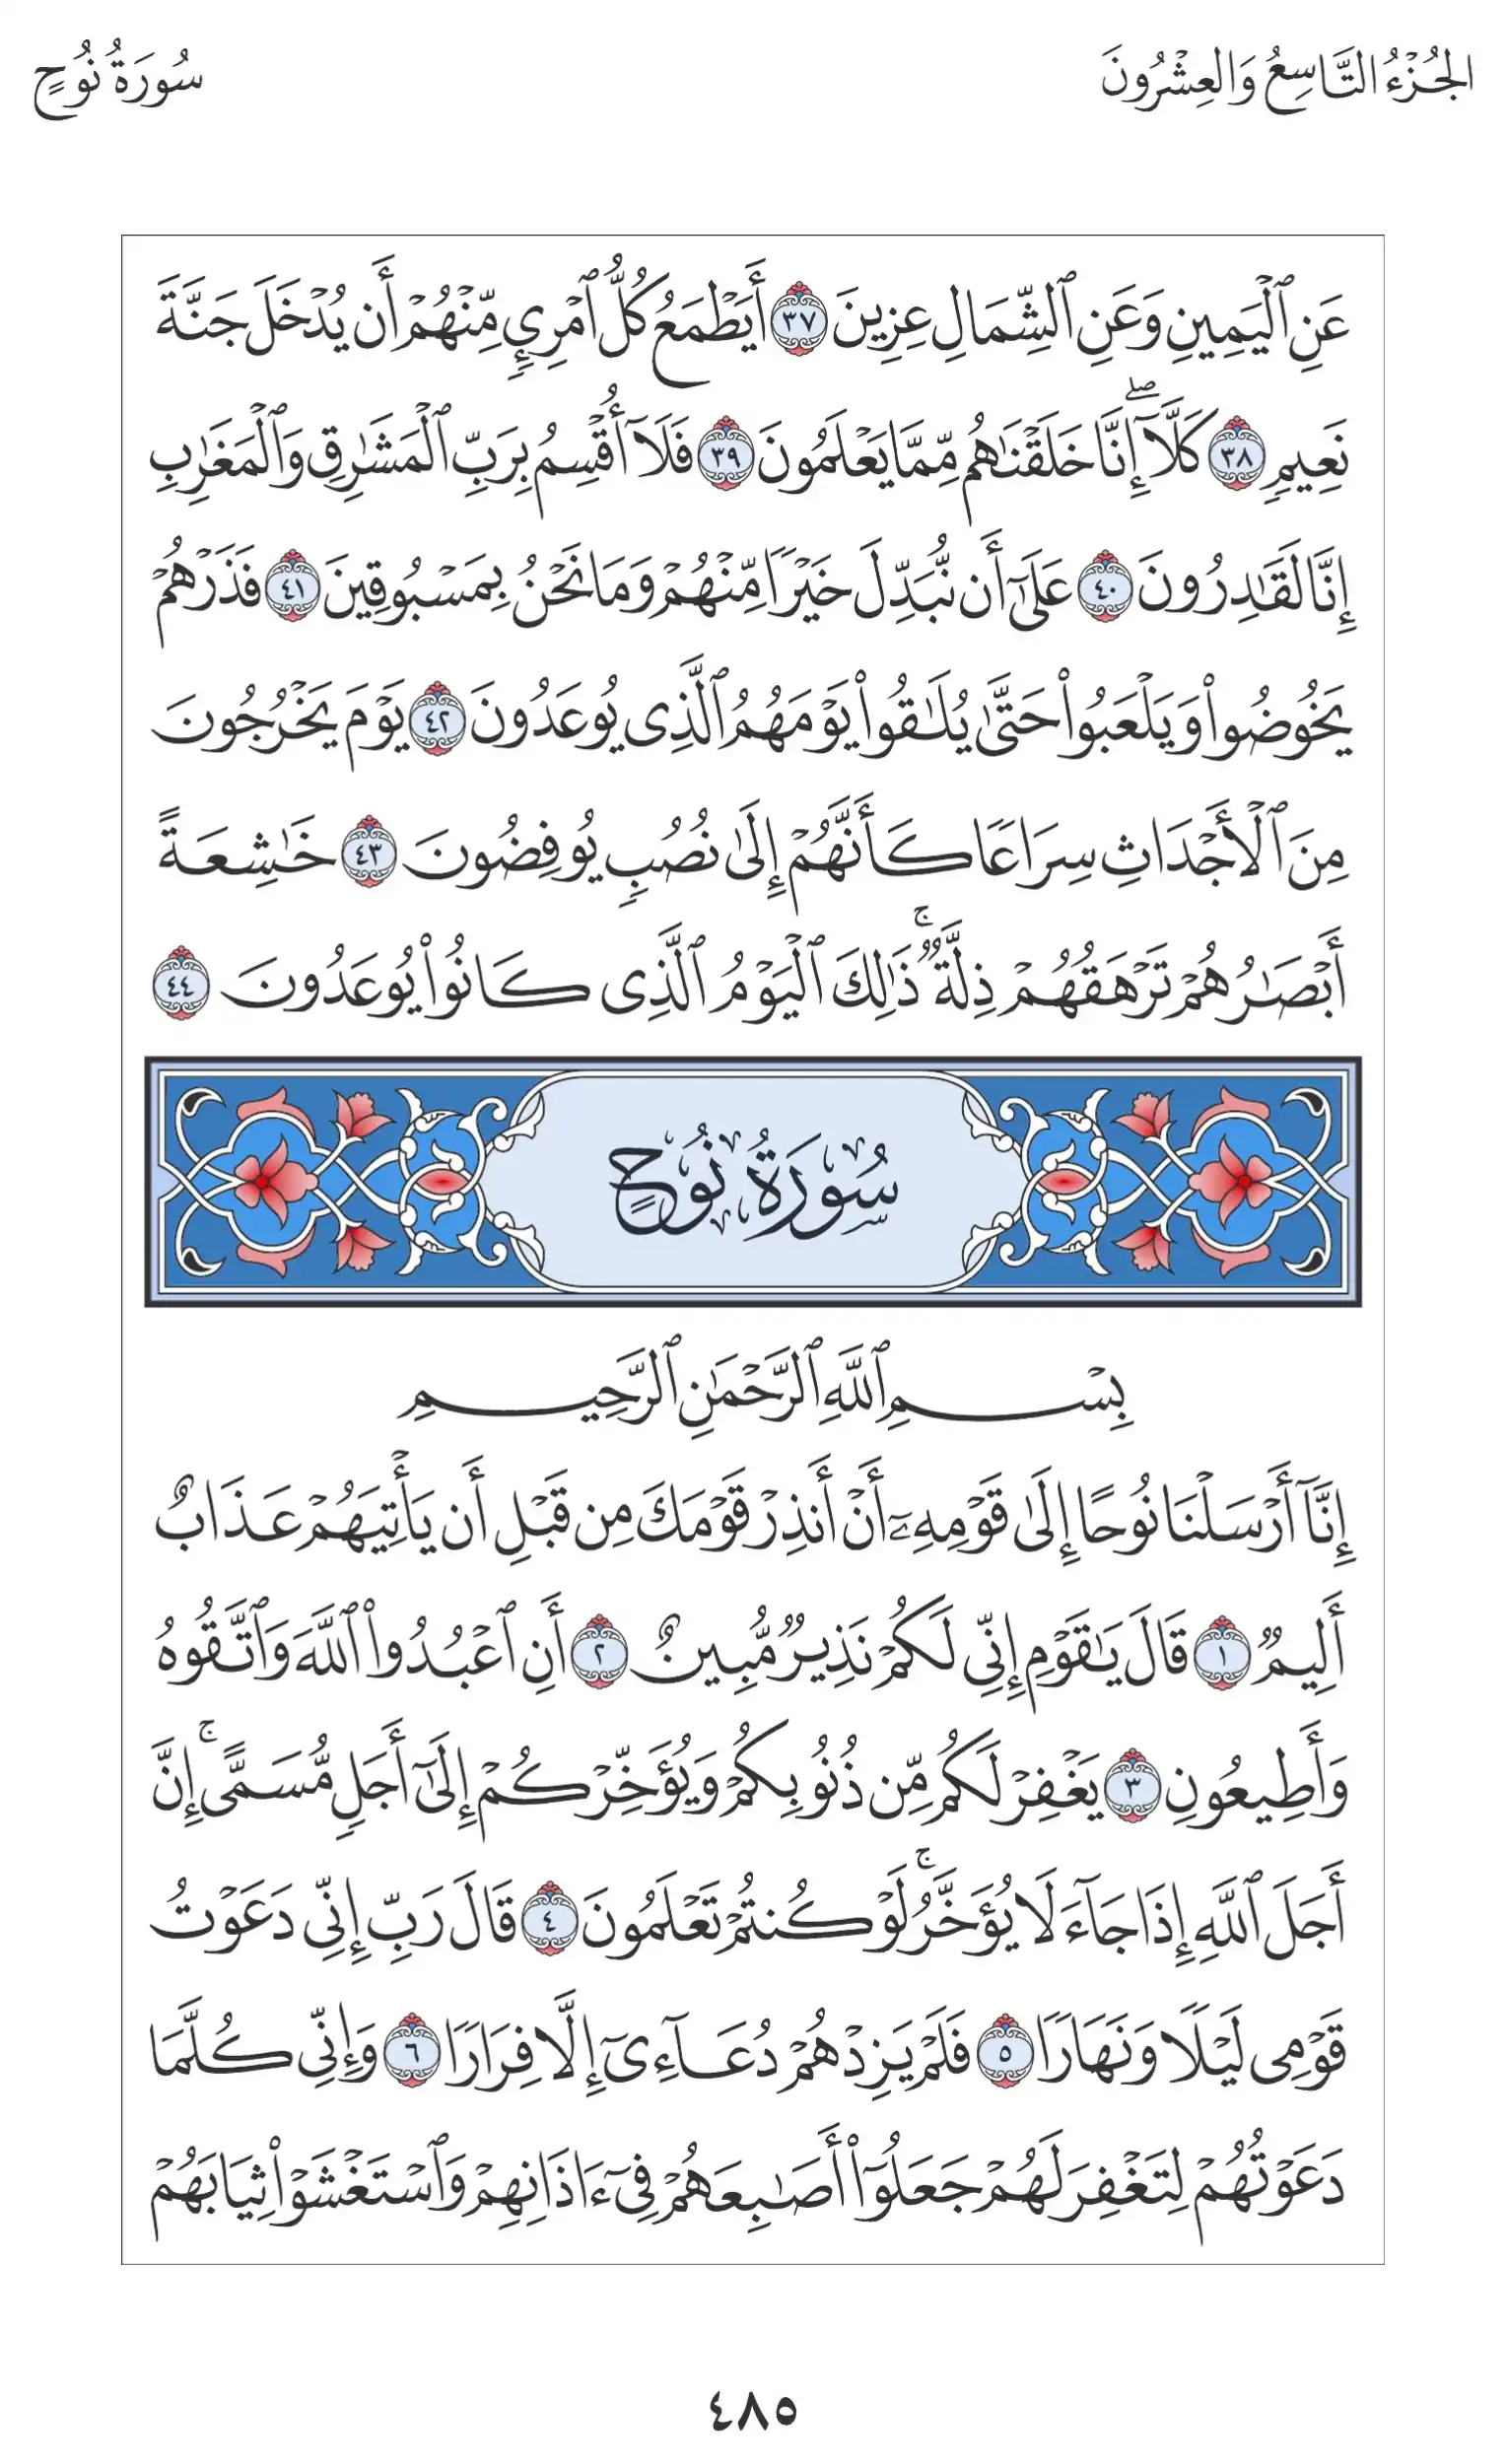 الجُزْءُ التَّاسِعُ وَالعِشْرُونَ
سُورَةُ نُوحٍ
عَنِ ٱلۡيَمِينِ وَعَنِ ٱلشِّمَالِ عِزِينَ ٣٧ أَيَطۡمَعُ كُلُّ ٱمۡرِيٕٖ مِّنۡهُمۡ أَن يُدۡخَلَ جَنَّةَ
نَعِيمٖ ٣٨ كَلَّآۖ إِنَّا خَلَقۡنَٰهُم مِّمَّا يَعۡلَمُونَ ٣٩ فَلَآ أُقۡسِمُ بِرَبِّ ٱلۡمَشَٰرِقِ وَٱلۡمَغَٰرِبِ
إِنَّا لَقَٰدِرُونَ ٤٠ عَلَىٰٓ أَن نُّبَدِّلَ خَيۡرٗا مِّنۡهُمۡ وَمَا نَحۡنُ بِمَسۡبُوقِينَ ٤١ فَذَرۡهُمۡ
يَخُوضُواْ وَيَلۡعَبُواْ حَتَّىٰ يُلَٰقُواْ يَوۡمَهُمُ ٱلَّذِي يُوعَدُونَ ٤٢ يَوۡمَ يَخۡرُجُونَ
مِنَ ٱلۡأَجۡدَاثِ سِرَاعٗا كَأَنَّهُمۡ إِلَىٰ نُصُبٖ يُوفِضُونَ ٤٣ خَٰشِعَةً
أَبۡصَٰرُهُمۡ تَرۡهَقُهُمۡ ذِلَّةٞۚ ذَٰلِكَ ٱلۡيَوۡمُ ٱلَّذِي كَانُواْ يُوعَدُونَ ٤٤
سُورَةُ نُوحٍ
بِسۡمِ ٱللَّهِ ٱلرَّحۡمَٰنِ ٱلرَّحِيمِ
إِنَّآ أَرۡسَلۡنَا نُوحًا إِلَىٰ قَوۡمِهِۦٓ أَنۡ أَنذِرۡ قَوۡمَكَ مِن قَبۡلِ أَن يَأۡتِيَهُمۡ عَذَابٌ
أَلِيمٞ ١ قَالَ يَٰقَوۡمِ إِنِّي لَكُمۡ نَذِيرٞ مُّبِينٌ ٢ أَنِ ٱعۡبُدُواْ ٱللَّهَ وَٱتَّقُوهُ
وَأَطِيعُونِ ٣ يَغۡفِرۡ لَكُم مِّن ذُنُوبِكُمۡ وَيُؤَخِّرۡكُمۡ إِلَىٰٓ أَجَلٖ مُّسَمًّىۚ إِنَّ
أَجَلَ ٱللَّهِ إِذَا جَآءَ لَا يُؤَخَّرُۚ لَوۡ كُنتُمۡ تَعۡلَمُونَ ٤ قَالَ رَبِّ إِنِّي دَعَوۡتُ
قَوۡمِي لَيۡلٗا وَنَهَارٗا ٥ فَلَمۡ يَزِدۡهُمۡ دُعَآءِيٓ إِلَّا فِرَارٗا ٦ وَإِنِّي كُلَّمَا
دَعَوۡتُهُمۡ لِتَغۡفِرَ لَهُمۡ جَعَلُوٓاْ أَصَٰبِعَهُمۡ فِيٓ ءَاذَانِهِمۡ وَٱسۡتَغۡشَوۡاْ ثِيَابَهُمۡ
٤٨٥